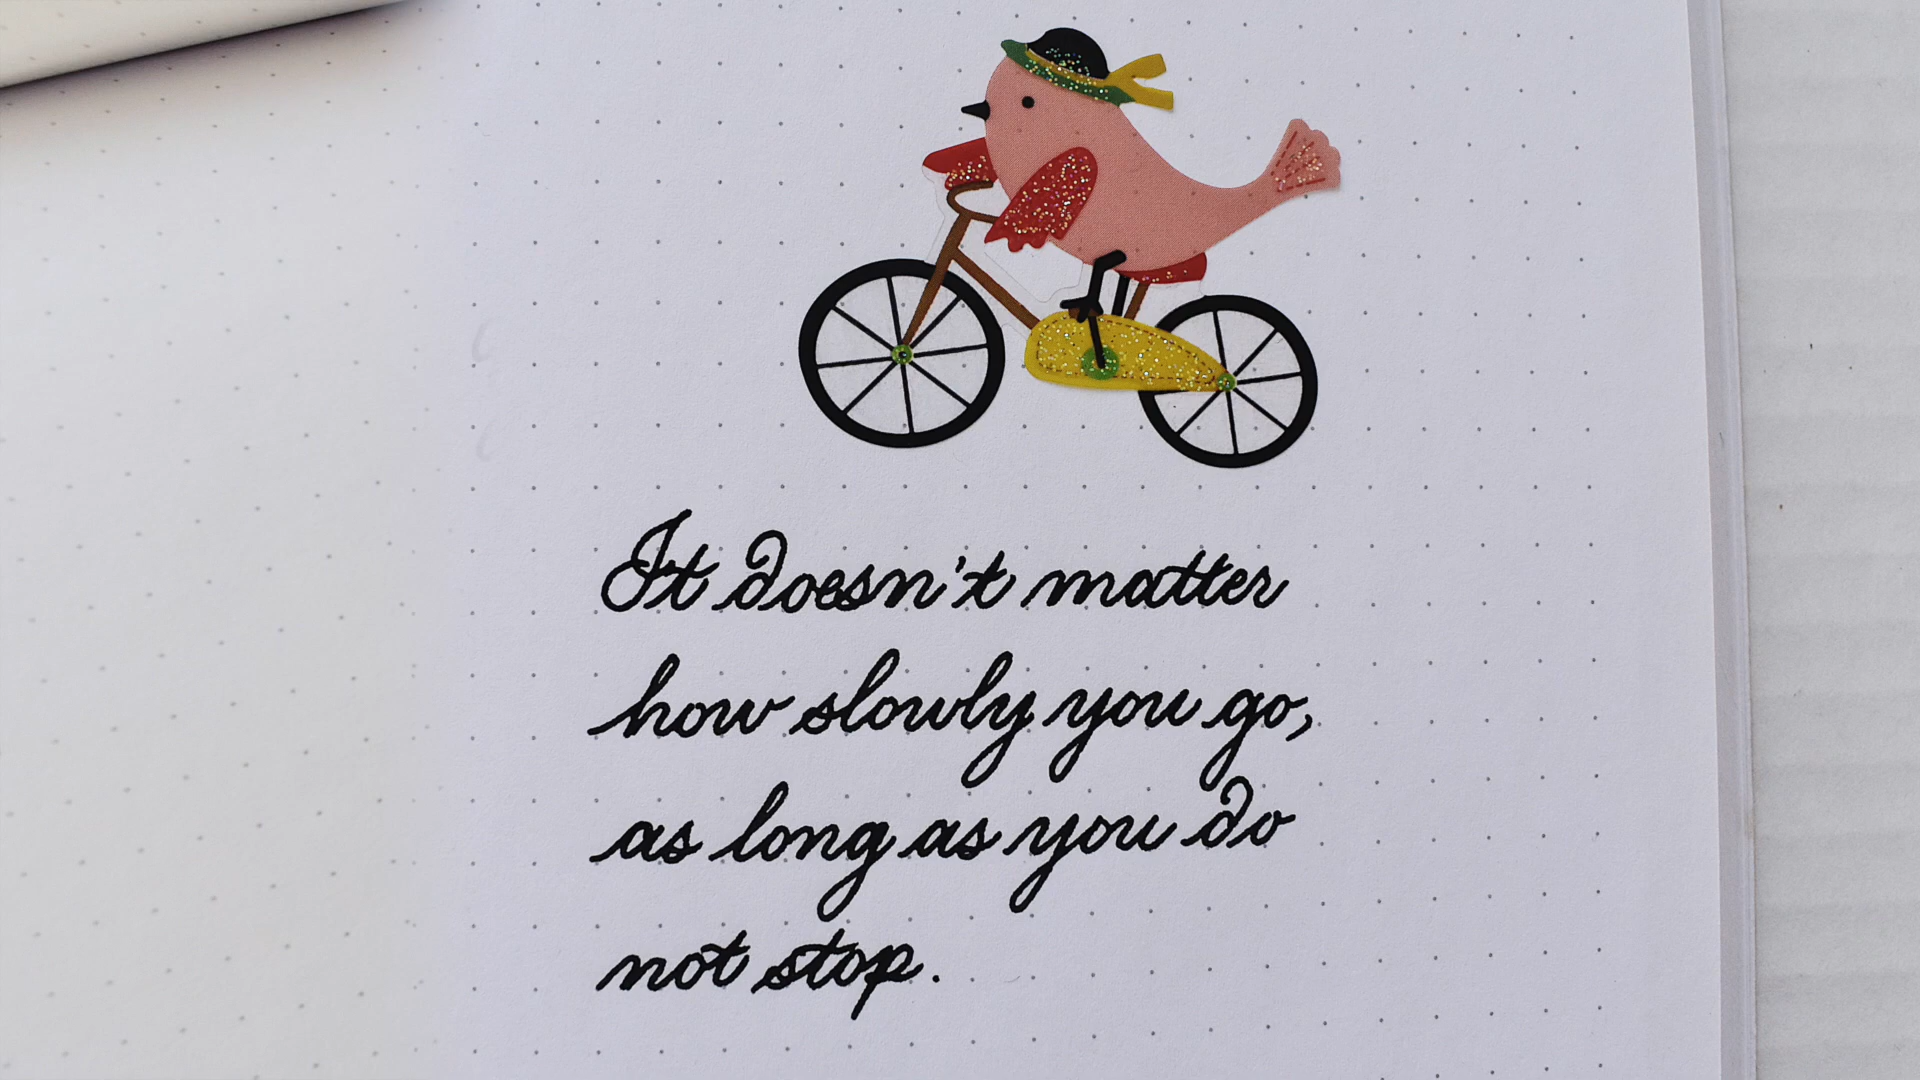 It doesn't matter
how slowly you go,
as long as you do
not stop.